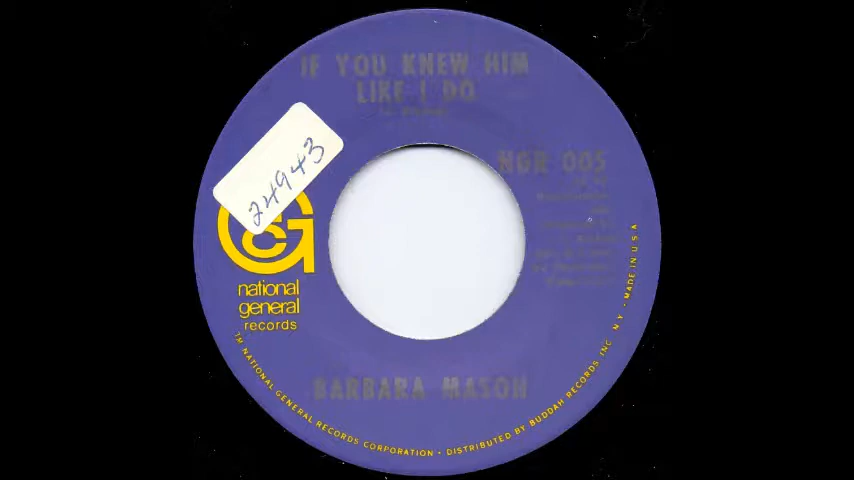 IF YOU KNEW HIM
LIKE I DO
24943
NGR 005
national
general
records
BARBARA MASON
TM NATIONAL GENERAL RECORDS CORPORATION • DISTRIBUTED BY BUDDAH RECORDS, INC. N.Y. • MADE IN U.S.A.